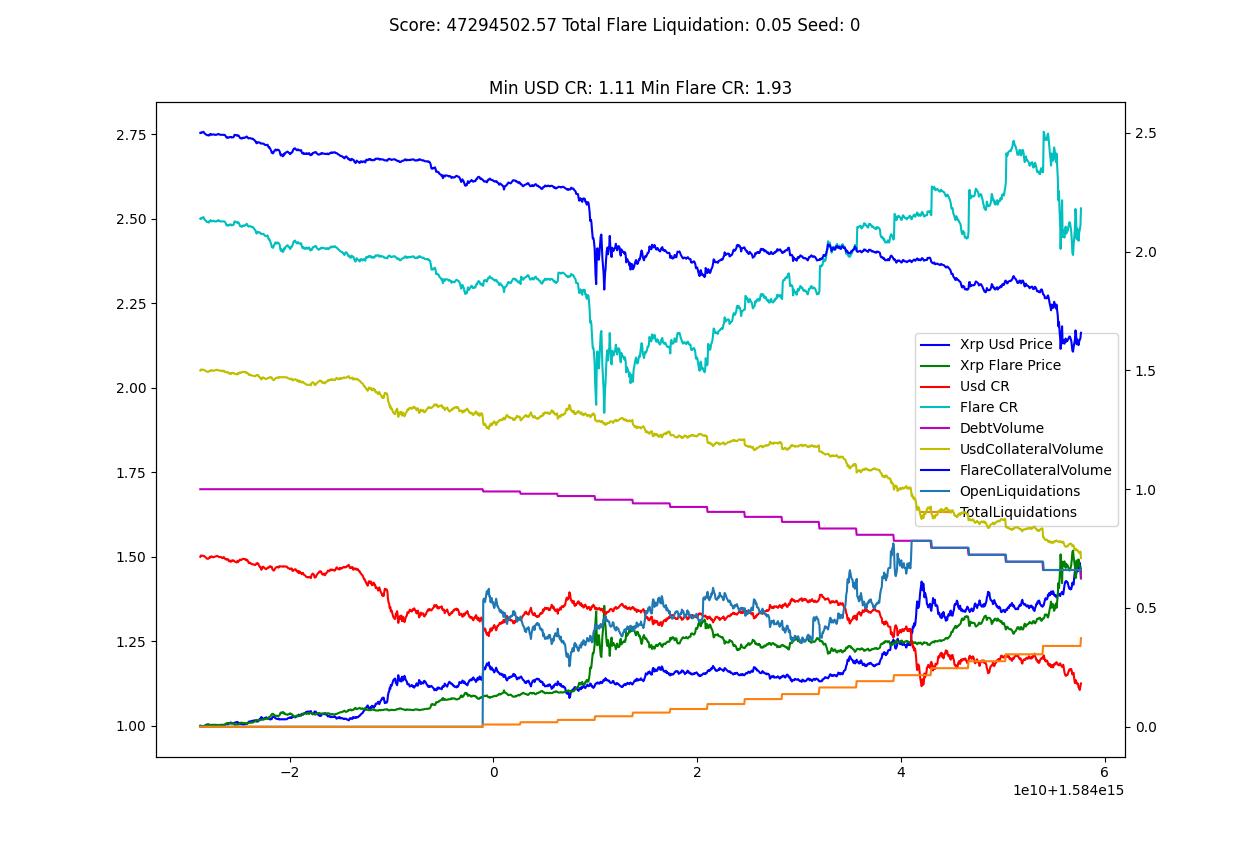 Score: 47294502.57 Total Flare Liquidation: 0.05 Seed: 0
Min USD CR: 1.11 Min Flare CR: 1.93
2.75
2.50
2.25
2.00
1.75
1.50
1.25
1.00
2.5
2.0
1.5
1.0
0.5
0.0
Xrp Usd Price
Xrp Flare Price
Usd CR
Flare CR
DebtVolume
UsdCollateralVolume
FlareCollateralVolume
OpenLiquidations
TotalLiquidations
−2 0 2 4 6
1e10+1.584e15